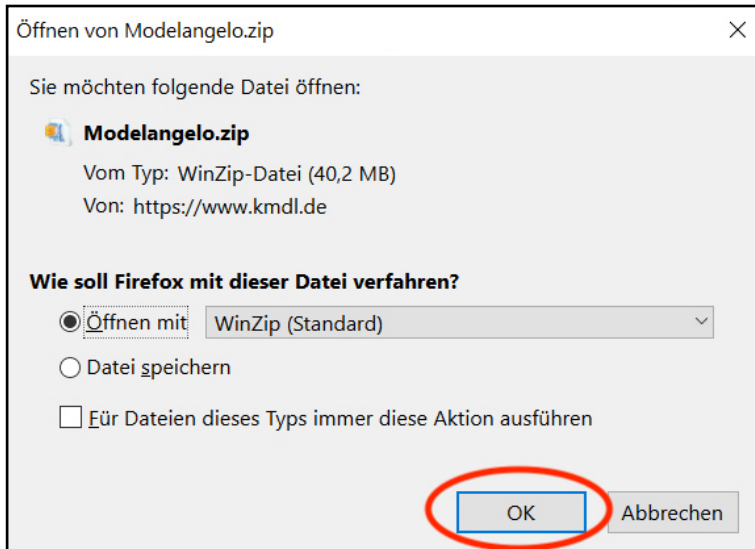 Öffnen von Modelangelo.zip
Sie möchten folgende Datei öffnen:
Modelangelo.zip
Vom Typ: WinZip-Datei (40,2 MB)
Von: https://www.kmdl.de
Wie soll Firefox mit dieser Datei verfahren?
Öffnen mit WinZip (Standard)
Datei speichern
Für Dateien dieses Typs immer diese Aktion ausführen
OK Abbrechen